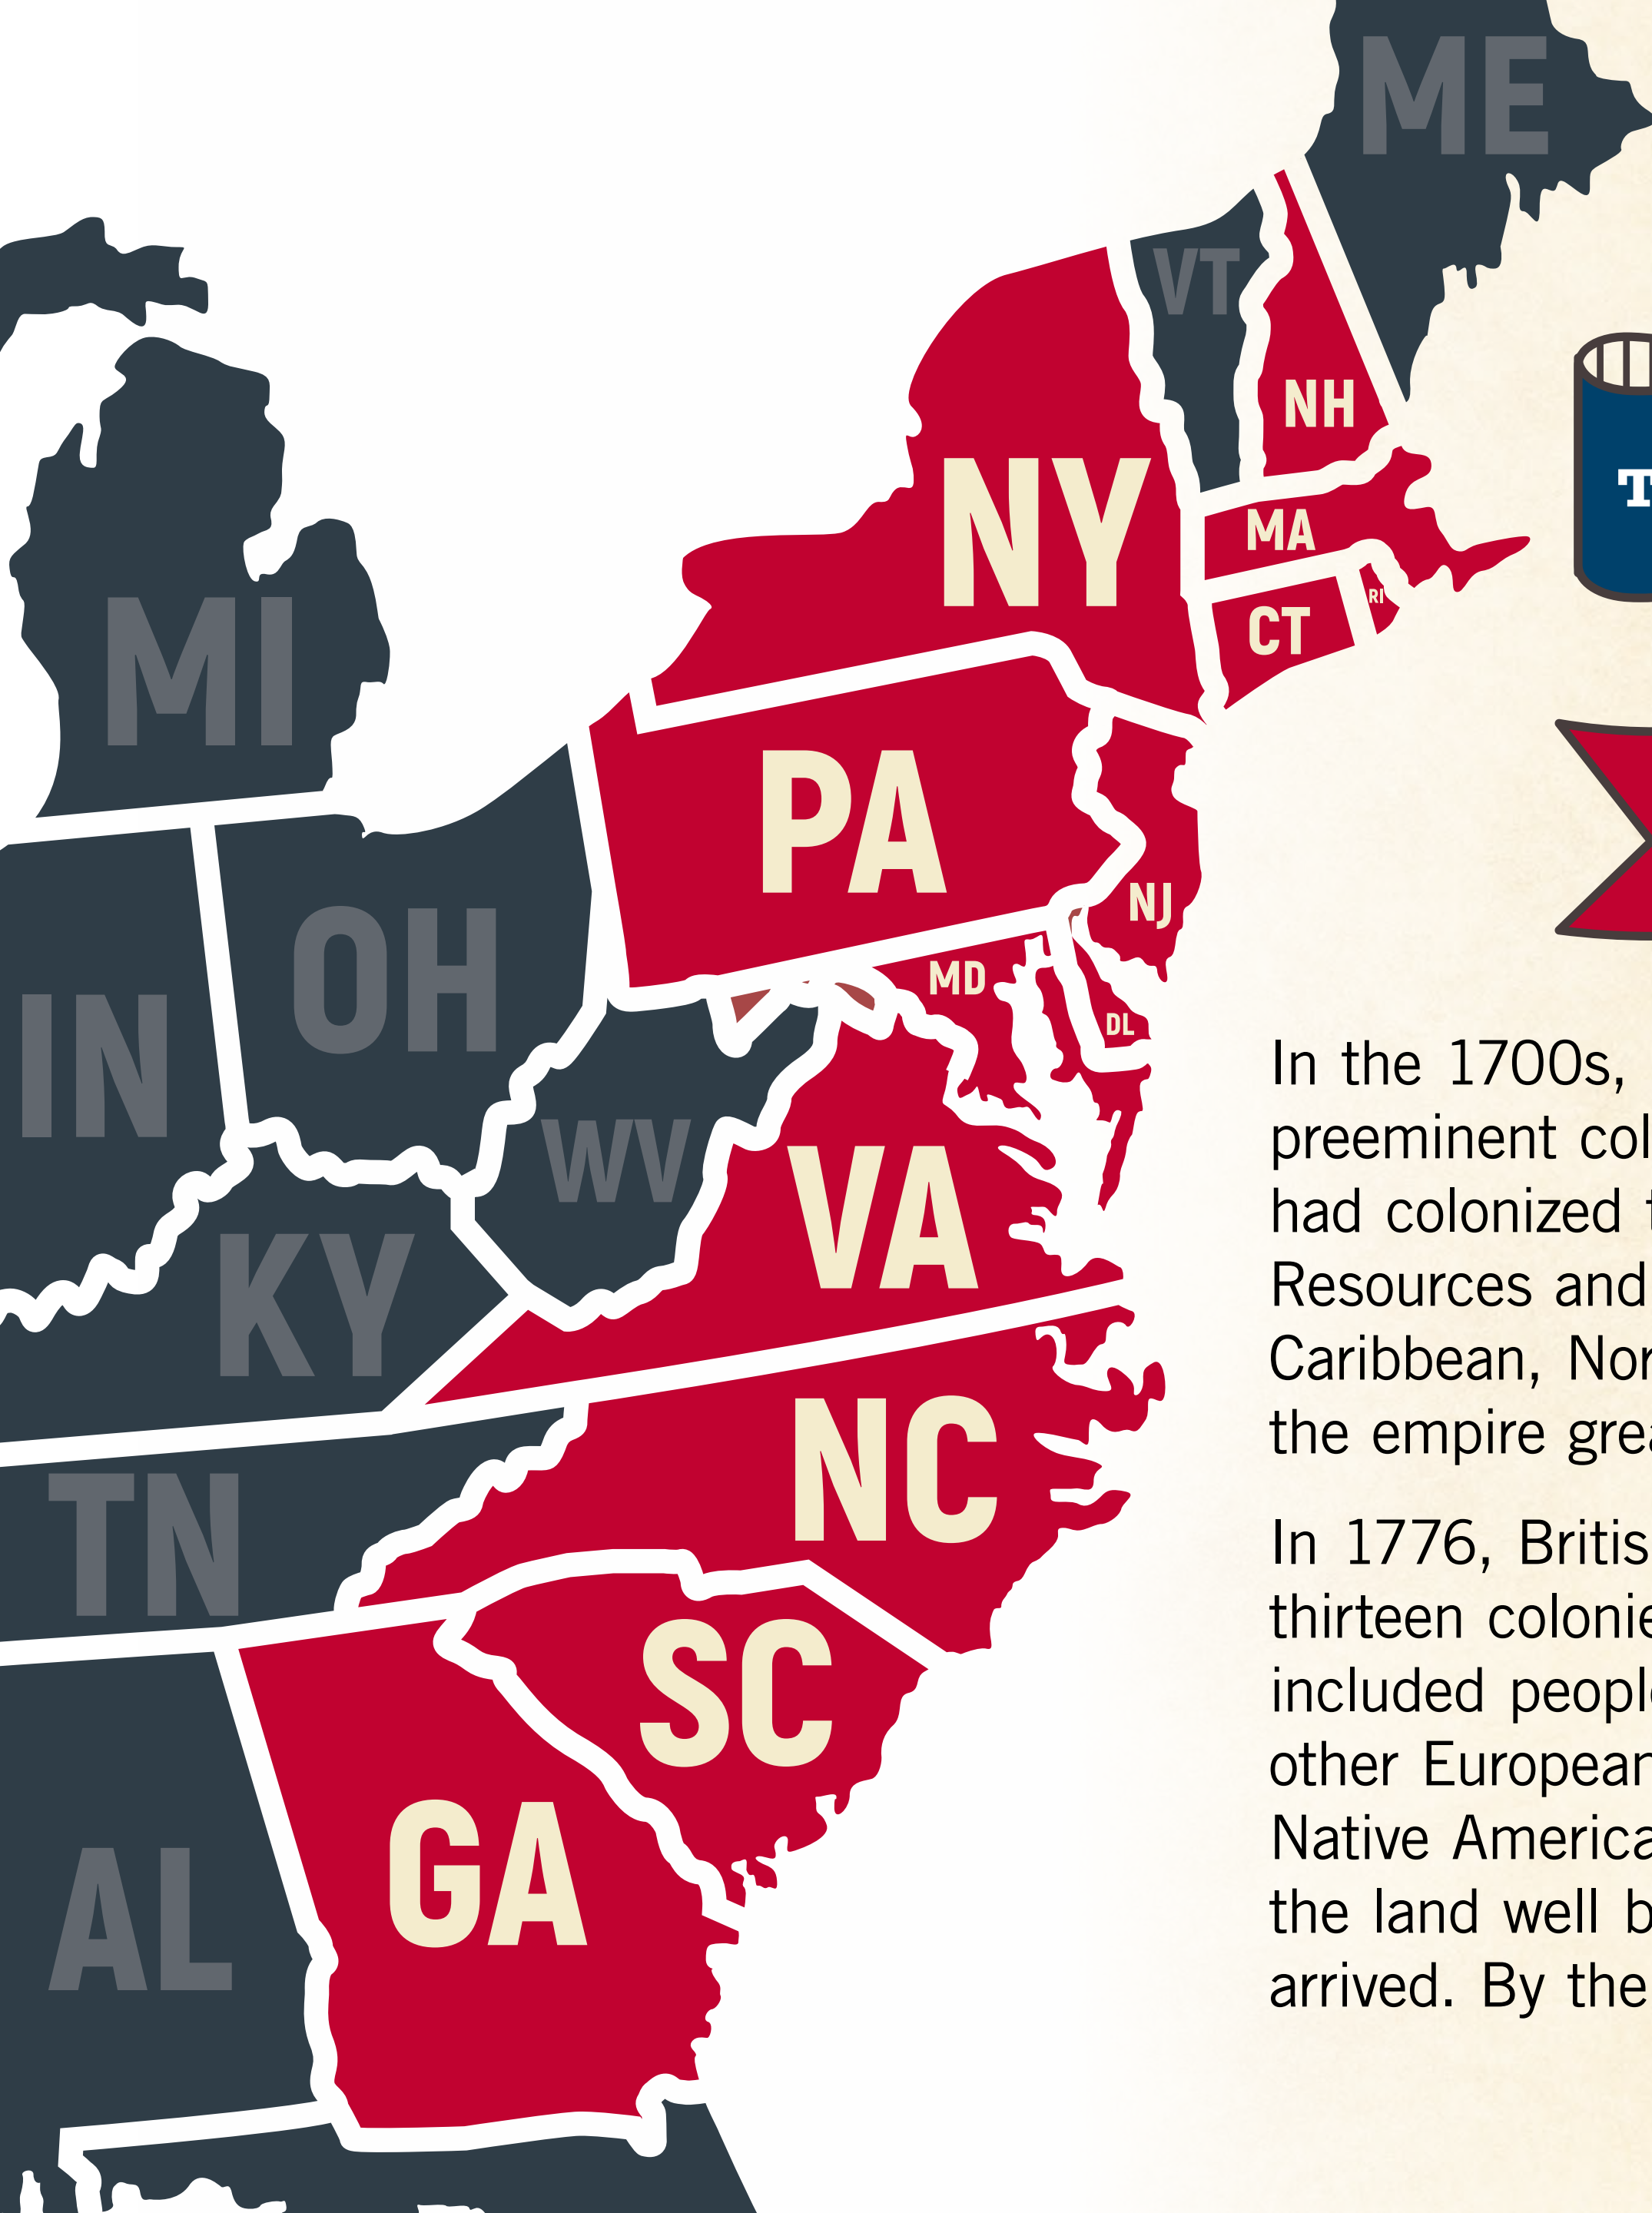 ME
VT
NH
NY
MA
RI
CT
MI
PA
NJ
OH
MD
IN
DL
WV
VA
KY
NC
TN
SC
GA
AL
T
In the 1700s,
preeminent col
had colonized t
Resources and
Caribbean, Nor
the empire grea
In 1776, Britis
thirteen colonie
included people
other European
Native America
the land well b
arrived. By the